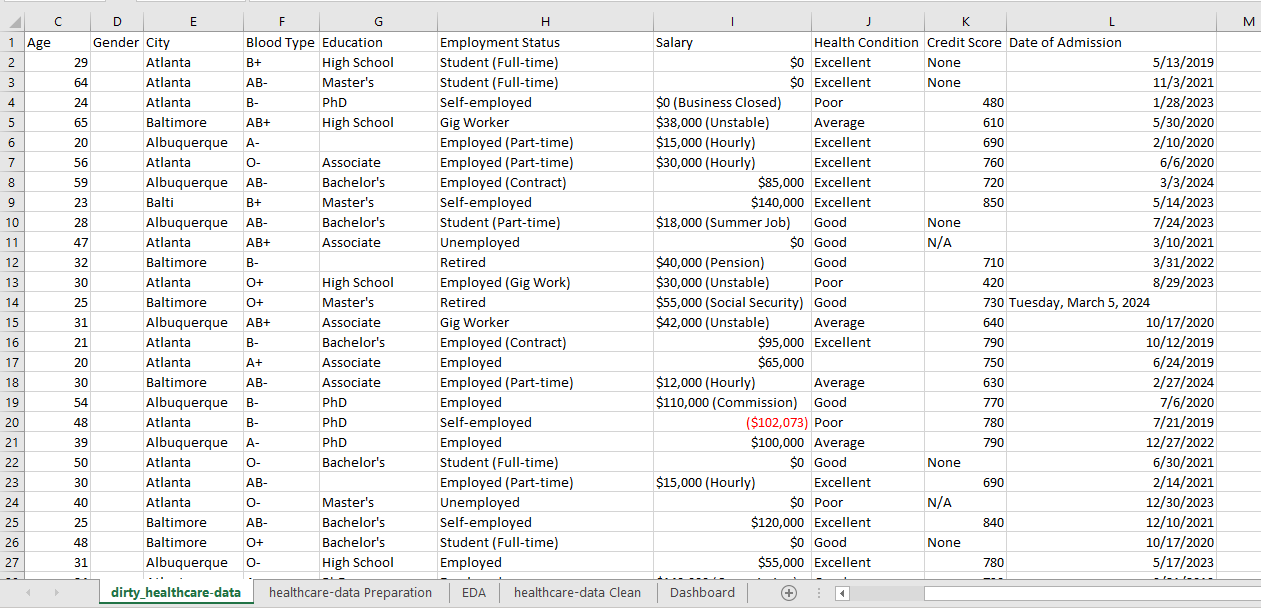 C D E F G H I J K L M
1 Age Gender City Blood Type Education Employment Status Salary Health Condition Credit Score Date of Admission
2 29 Atlanta B+ High School Student (Full-time) $0 Excellent None 5/13/2019
3 64 Atlanta AB- Master's Student (Full-time) $0 Excellent None 11/3/2021
4 24 Atlanta B- PhD Self-employed $0 (Business Closed) Poor 480 1/28/2023
5 65 Baltimore AB+ High School Gig Worker $38,000 (Unstable) Average 610 5/30/2020
6 20 Albuquerque A- Employed (Part-time) $15,000 (Hourly) Excellent 690 2/10/2020
7 56 Atlanta O- Associate Employed (Part-time) $30,000 (Hourly) Excellent 760 6/6/2020
8 59 Albuquerque AB- Bachelor's Employed (Contract) $85,000 Excellent 720 3/3/2024
9 23 Balti B+ Master's Self-employed $140,000 Excellent 850 5/14/2023
10 28 Albuquerque AB- Bachelor's Student (Part-time) $18,000 (Summer Job) Good None 7/24/2023
11 47 Atlanta AB+ Associate Unemployed $0 Good N/A 3/10/2021
12 32 Baltimore B- Retired $40,000 (Pension) Good 710 3/31/2022
13 30 Atlanta O+ High School Employed (Gig Work) $30,000 (Unstable) Poor 420 8/29/2023
14 25 Baltimore O+ Master's Retired $55,000 (Social Security) Good 730 Tuesday, March 5, 2024
15 31 Albuquerque AB+ Associate Gig Worker $42,000 (Unstable) Average 640 10/17/2020
16 21 Atlanta B- Bachelor's Employed (Contract) $95,000 Excellent 790 10/12/2019
17 20 Atlanta A+ Associate Employed $65,000 750 6/24/2019
18 30 Baltimore AB- Associate Employed (Part-time) $12,000 (Hourly) Average 630 2/27/2024
19 54 Albuquerque B- PhD Employed $110,000 (Commission) Good 770 7/6/2020
20 48 Atlanta B- PhD Self-employed ($102,073) Poor 780 7/21/2019
21 39 Albuquerque A- PhD Employed $100,000 Average 790 12/27/2022
22 50 Atlanta O- Bachelor's Student (Full-time) $0 Good None 6/30/2021
23 30 Atlanta AB- Employed (Part-time) $15,000 (Hourly) Excellent 690 2/14/2021
24 40 Atlanta O- Master's Unemployed $0 Poor N/A 12/30/2023
25 25 Baltimore AB- Bachelor's Self-employed $120,000 Excellent 840 12/10/2021
26 48 Baltimore O+ Bachelor's Student (Full-time) $0 Good None 10/17/2020
27 31 Albuquerque O- High School Employed $55,000 Excellent 780 5/17/2023
dirty_healthcare-data healthcare-data Preparation EDA healthcare-data Clean Dashboard